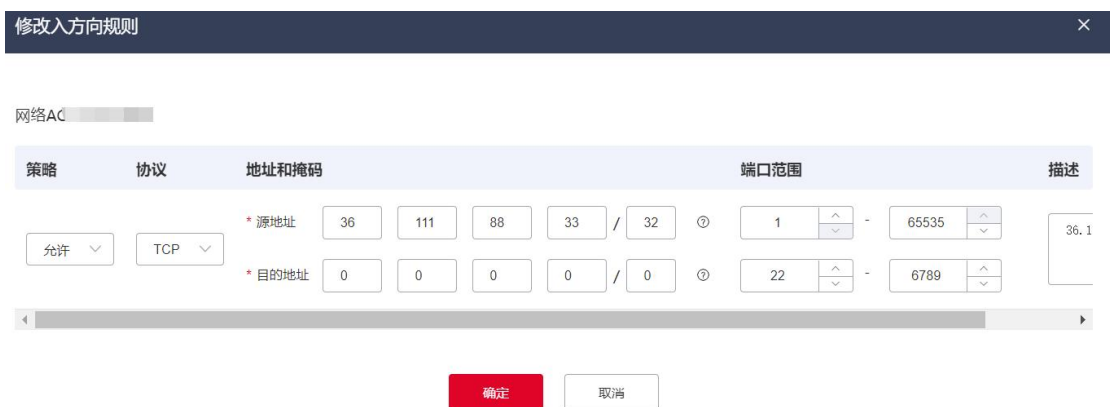 修改入方向规则 ×
网络AC
策略 协议 地址和掩码 端口范围 描述
* 源地址 36 111 88 33 / 32 ? 1 - 65535
允许 TCP 36.1
* 目的地址 0 0 0 0 / 0 ? 22 - 6789
确定 取消